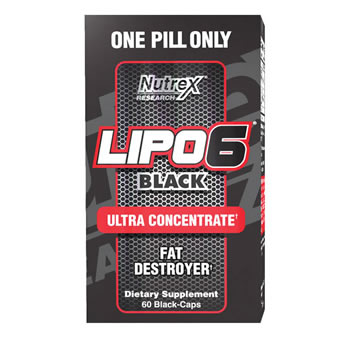 ONE PILL ONLY
Nutrex
RESEARCH
LIPO6®
BLACK
ULTRA CONCENTRATE†
FAT
DESTROYER†
Dietary Supplement
60 Black-Caps